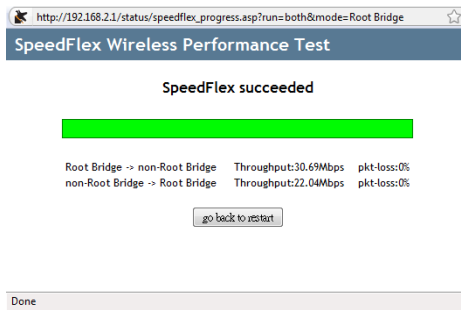 http://192.168.2.1/status/speedflex_progress.asp?run=both&mode=Root Bridge
SpeedFlex Wireless Performance Test
SpeedFlex succeeded
Root Bridge -> non-Root Bridge Throughput:30.69Mbps pkt-loss:0%
non-Root Bridge -> Root Bridge Throughput:22.04Mbps pkt-loss:0%
go back to restart
Done